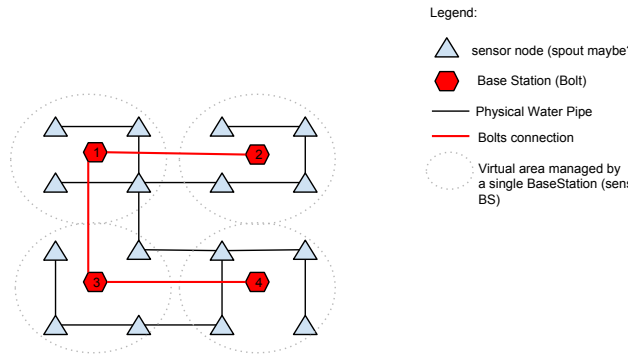 Legend:
sensor node (spout maybe?
Base Station (Bolt)
Physical Water Pipe
Bolts connection
Virtual area managed by
a single BaseStation (sens
BS)
1
2
3
4